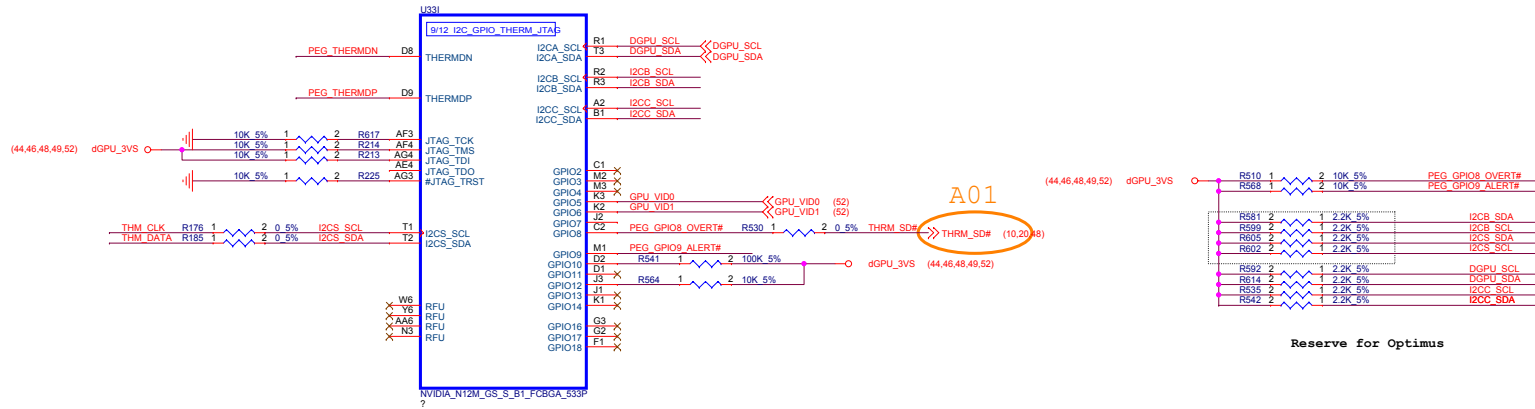 U33I
9/12 I2C_GPIO_THERM_JTAG
PEG_THERMDN D8 THERMDN
PEG_THERMDP D9 THERMDP
I2CA_SCL R1 DGPU_SCL DGPU_SCL
I2CA_SDA T3 DGPU_SDA DGPU_SDA
I2CB_SCL R2 I2CB_SCL
I2CB_SDA R3 I2CB_SDA
I2CC_SCL A2 I2CC_SCL
I2CC_SDA B1 I2CC_SDA
(44,46,48,49,52) dGPU_3VS
10K_5% 1 2 R617 AF3 JTAG_TCK
10K_5% 1 2 R214 AF4 JTAG_TMS
10K_5% 1 2 R213 AG4 JTAG_TDI
AE4 JTAG_TDO
10K_5% 1 2 R225 AG3 #JTAG_TRST
THM_CLK R176 1 2 0_5% I2CS_SCL T1 I2CS_SCL
THM_DATA R185 1 2 0_5% I2CS_SDA T2 I2CS_SDA
W6 RFU
Y6 RFU
AA6 RFU
N3 RFU
GPIO2 C1
GPIO3 M2
GPIO4 M3
GPIO5 K3 GPU_VID0 GPU_VID0 (52)
GPIO6 K2 GPU_VID1 GPU_VID1 (52)
GPIO7 J2
GPIO8 C2 PEG_GPIO8_OVERT# R530 1 2 0_5% THRM_SD# THRM_SD# (10,20,48)
A01
GPIO9 M1 PEG_GPIO9_ALERT#
GPIO10 D2 R541 1 2 100K_5% dGPU_3VS (44,46,48,49,52)
GPIO11 D1
GPIO12 J3 R564 1 2 10K_5%
GPIO13 J1
GPIO14 K1
GPIO16 G3
GPIO17 G2
GPIO18 F1
NVIDIA_N12M_GS_S_B1_FCBGA_533P
?
(44,46,48,49,52) dGPU_3VS
R510 1 2 10K_5% PEG_GPIO8_OVERT#
R568 1 2 10K_5% PEG_GPIO9_ALERT#
R581 2 1 2.2K_5% I2CB_SDA
R599 2 1 2.2K_5% I2CB_SCL
R605 2 1 2.2K_5% I2CS_SDA
R602 2 1 2.2K_5% I2CS_SCL
R592 2 1 2.2K_5% DGPU_SCL
R614 2 1 2.2K_5% DGPU_SDA
R535 2 1 2.2K_5% I2CC_SCL
R542 2 1 2.2K_5% I2CC_SDA
Reserve for Optimus